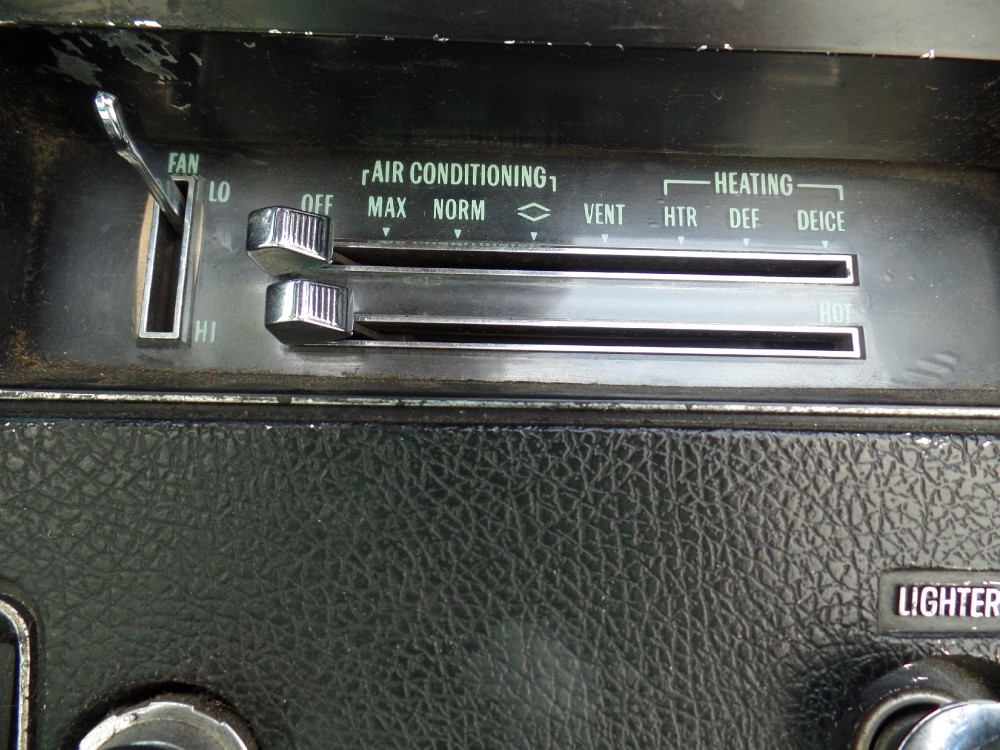 FAN
LO
HI
AIR CONDITIONING
HEATING
OFF MAX NORM VENT HTR DEF DEICE
HOT
LIGHTER